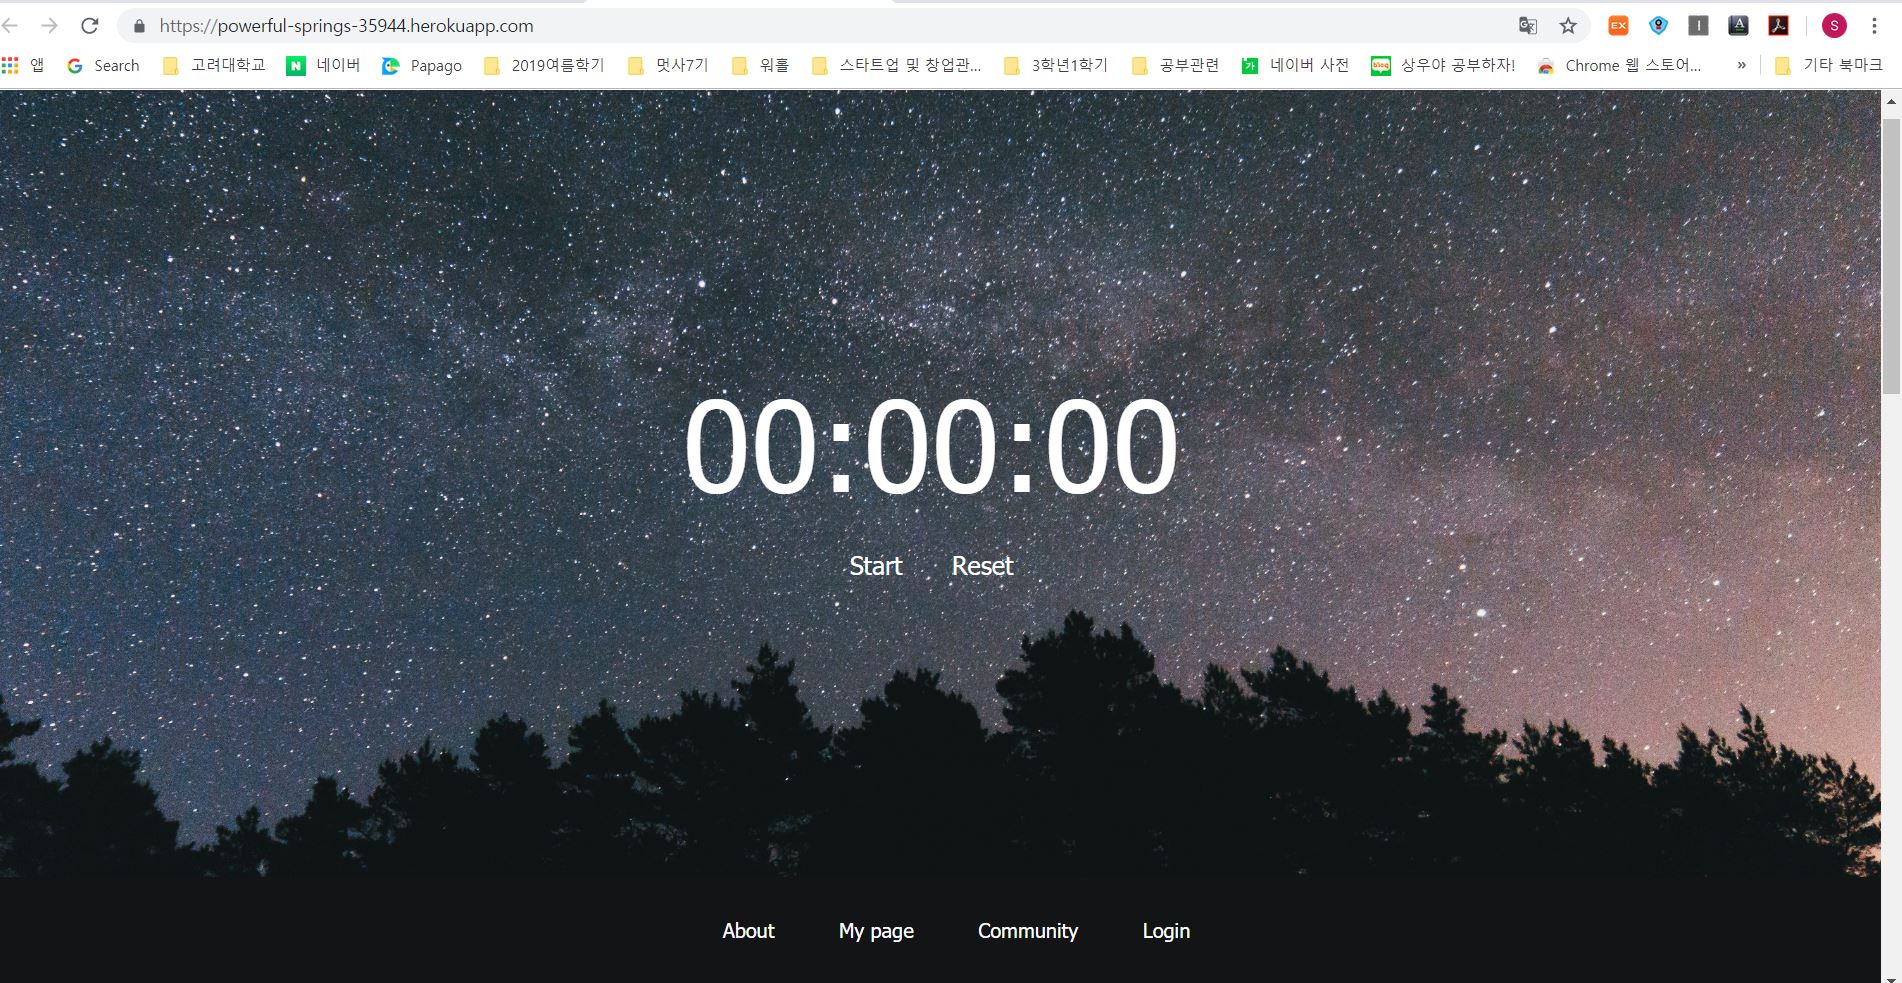 https://powerful-springs-35944.herokuapp.com
앱 Search 고려대학교 네이버 Papago 2019여름학기 멋사7기 워홀 스타트업 및 창업관... 3학년1학기 공부관련 네이버 사전 상우야 공부하자! Chrome 웹 스토어... » 기타 북마크
00:00:00
Start Reset
About My page Community Login